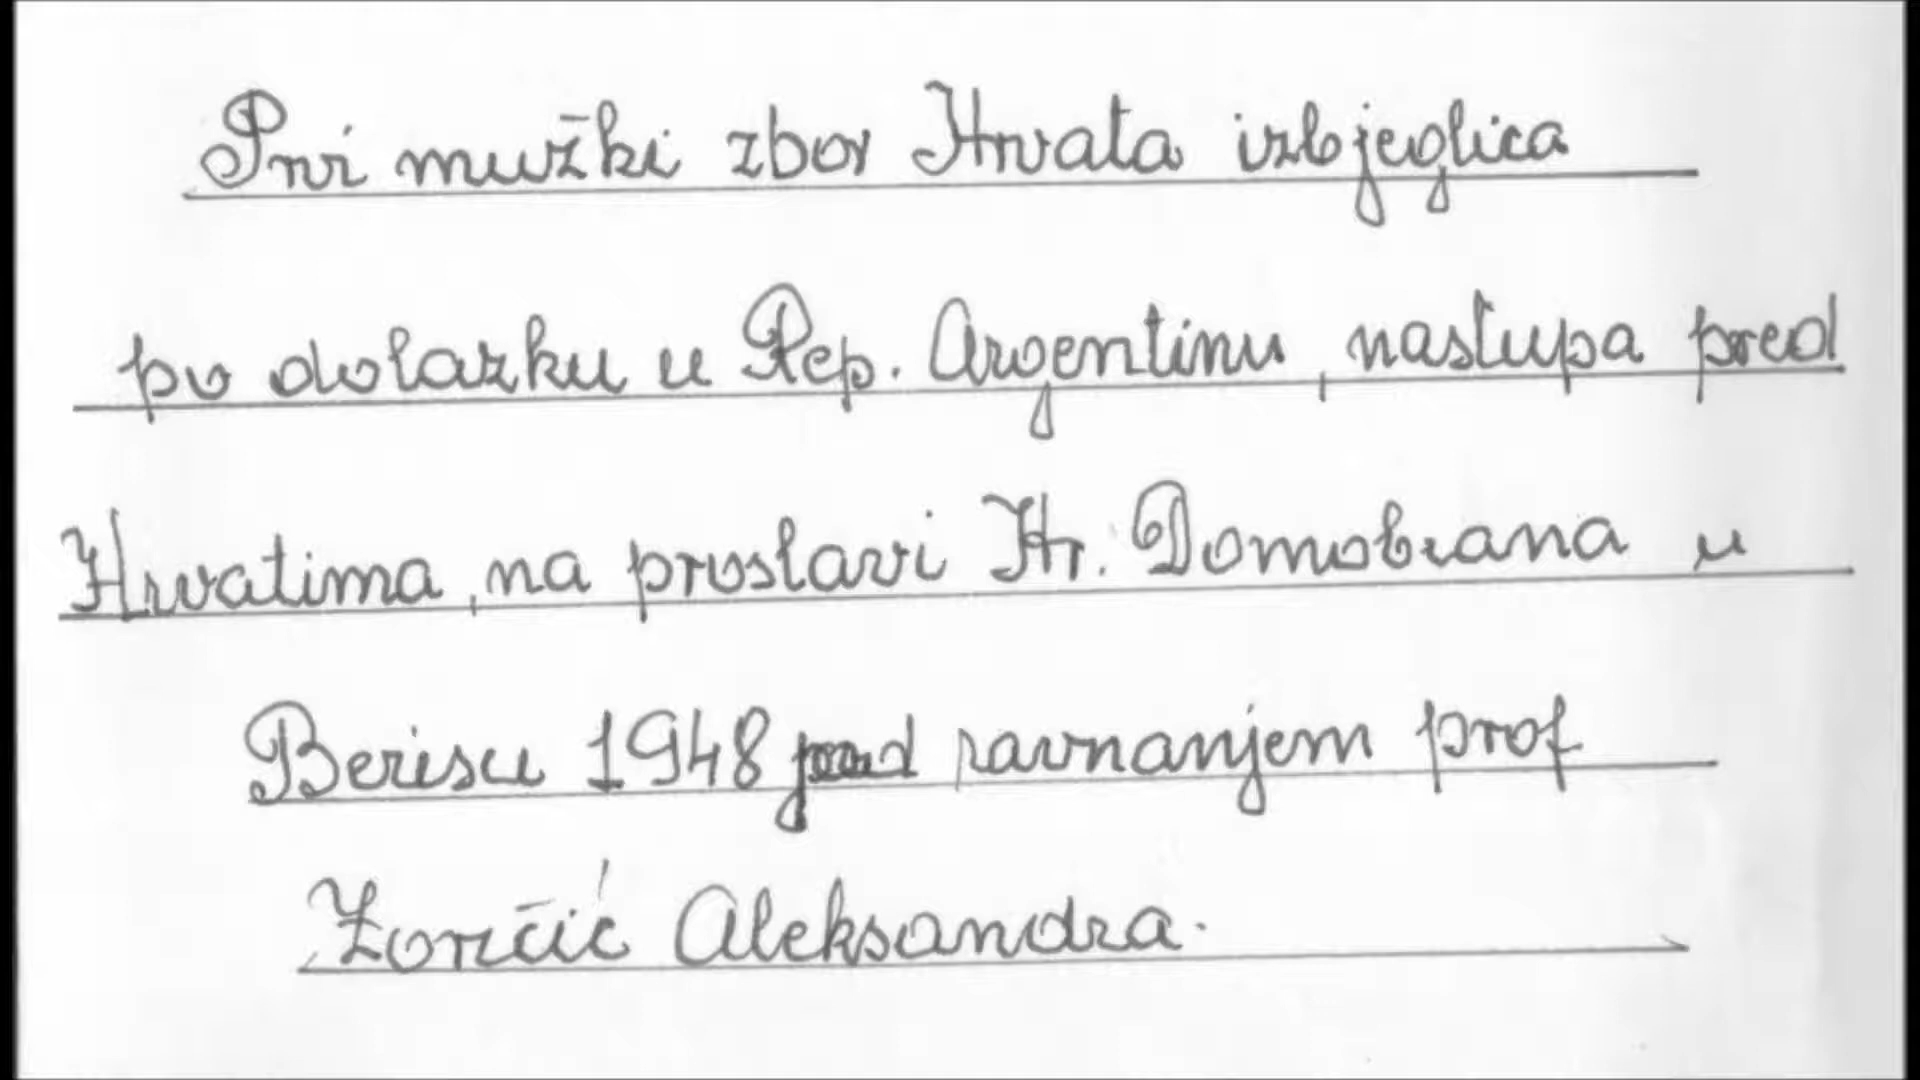 Prvi mužki zbor Hrvata izbjeglica
po dolazku u Rep. Argentinu, nastupa pred
Hrvatima, na proslavi Hr. Domobrana u
Berisu 1948 pod ravnanjem prof
Zoričić Aleksandra.